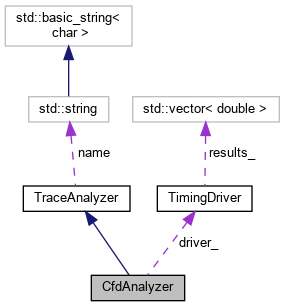 std::basic_string<
char >
std::string
std::vector< double >
name
results_
TraceAnalyzer
TimingDriver
driver_
CfdAnalyzer